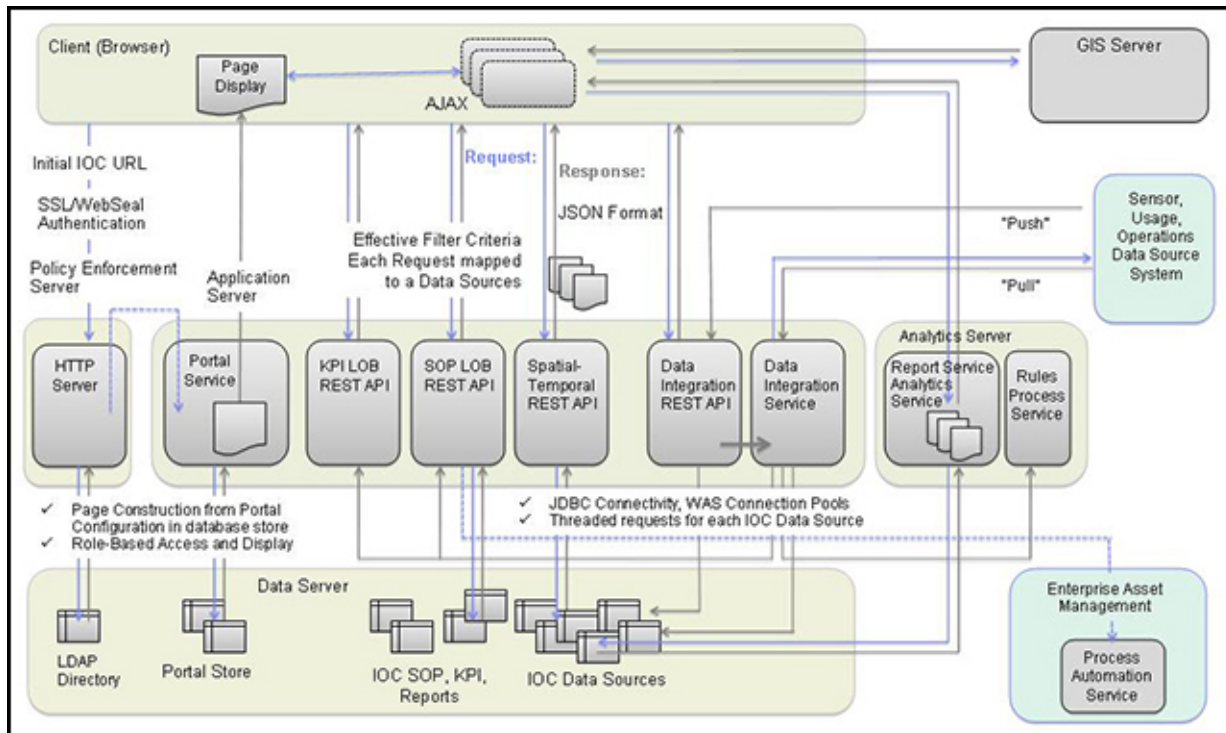 Client (Browser)
Page
Display
AJAX
GIS Server
Initial IOC URL
SSL/WebSeal
Authentication
Policy Enforcement
Server
Application
Server
Request:
Response:
JSON Format
Effective Filter Criteria
Each Request mapped
to a Data Sources
"Push"
"Pull"
Sensor,
Usage,
Operations
Data Source
System
HTTP
Server
Portal
Service
KPI LOB
REST API
SOP LOB
REST API
Spatial-
Temporal
REST API
Data
Integration
REST API
Data
Integration
Service
Analytics Server
Report Service
Analytics
Service
Rules
Process
Service
✓ Page Construction from Portal
Configuration in database store
✓ Role-Based Access and Display
✓ JDBC Connectivity, WAS Connection Pools
✓ Threaded requests for each IOC Data Source
Data Server
LDAP
Directory
Portal Store
IOC SOP, KPI,
Reports
IOC Data Sources
Enterprise Asset
Management
Process
Automation
Service